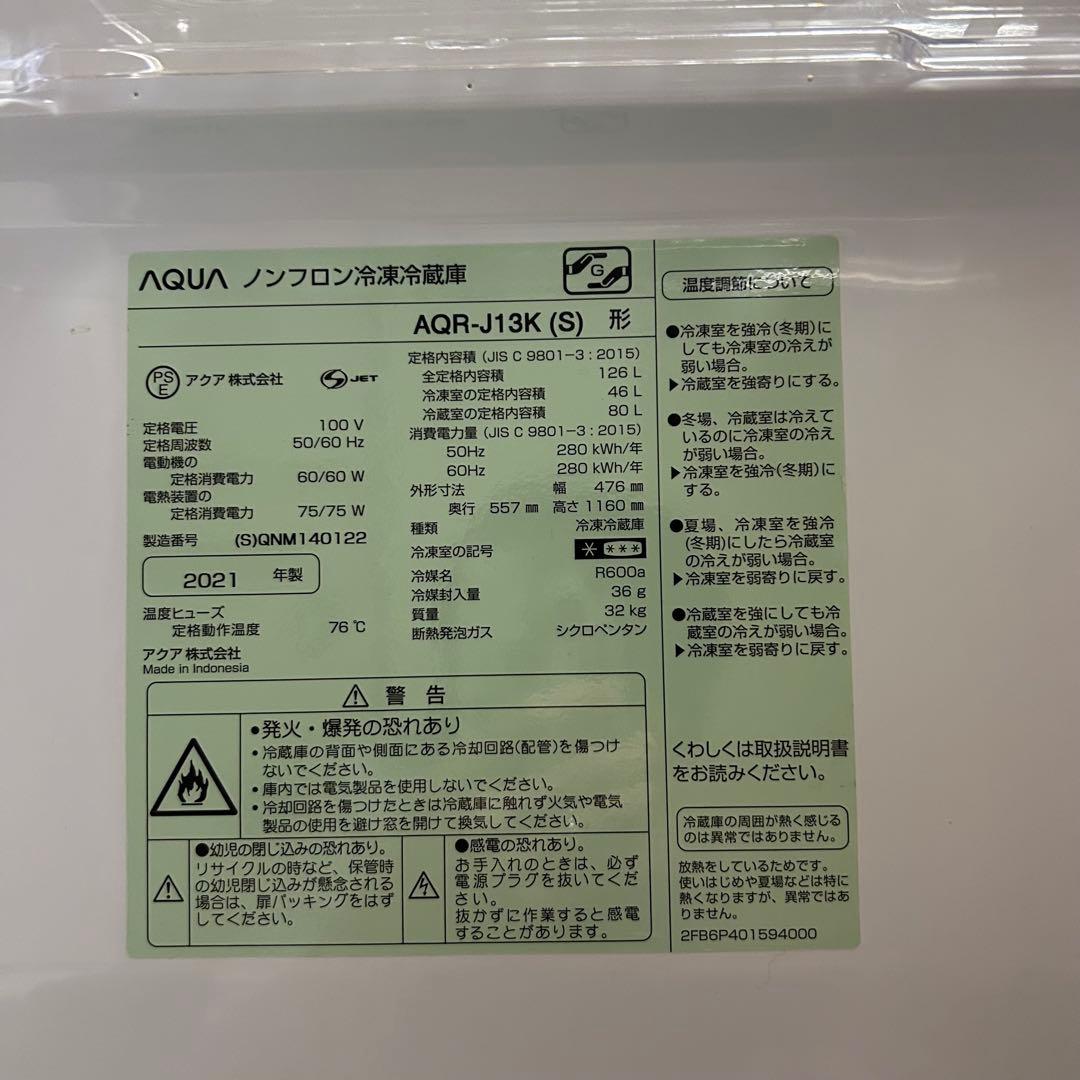 AQUA ノンフロン冷凍冷蔵庫
G
AQR-J13K (S) 形
PS
E
アクア 株式会社
S JET
定格電圧 100 V
定格周波数 50/60 Hz
電動機の
定格消費電力 60/60 W
電熱装置の
定格消費電力 75/75 W
製造番号 (S)QNM140122
2021 年製
温度ヒューズ
定格動作温度 76 ℃
アクア 株式会社
Made in Indonesia
定格内容積 (JIS C 9801-3 : 2015)
全定格内容積 126 L
冷凍室の定格内容積 46 L
冷蔵室の定格内容積 80 L
消費電力量 (JIS C 9801-3 : 2015)
50Hz 280 kWh/年
60Hz 280 kWh/年
外形寸法 幅 476 mm
奥行 557 mm 高さ 1160 mm
種類 冷凍冷蔵庫
冷凍室の記号 * ***
冷媒名 R600a
冷媒封入量 36 g
質量 32 kg
断熱発泡ガス シクロペンタン
⚠ 警 告
•発火・爆発の恐れあり
•冷蔵庫の背面や側面にある冷却回路(配管)を傷つけ
ないでください。
•庫内では電気製品を使用しないでください。
•冷却回路を傷つけたときは冷蔵庫に触れず火気や電気
製品の使用を避け窓を開けて換気してください。
●幼児の閉じ込みの恐れあり。
リサイクルの時など、保管時
の幼児閉じ込みが懸念される
場合は、扉パッキングをはず
してください。
●感電の恐れあり。
お手入れのときは、必ず
電源プラグを抜いてくだ
さい。
抜かずに作業すると感電
することがあります。
温度調節について
●冷凍室を強冷(冬期)に
しても冷凍室の冷えが
弱い場合。
▶冷蔵室を強寄りにする。
●冬場、冷蔵室は冷えて
いるのに冷凍室の冷え
が弱い場合。
▶冷凍室を強冷(冬期)に
する。
●夏場、冷凍室を強冷
(冬期)にしたら冷蔵室
の冷えが弱い場合。
▶冷凍室を弱寄りに戻す。
●冷蔵室を強にしても冷
蔵室の冷えが弱い場合。
▶冷凍室を弱寄りに戻す。
くわしくは取扱説明書
をお読みください。
冷蔵庫の周囲が熱く感じる
のは異常ではありません。
放熱をしているためです。
使いはじめや夏場などは特に
熱くなりますが、異常ではあ
りません。
2FB6P401594000